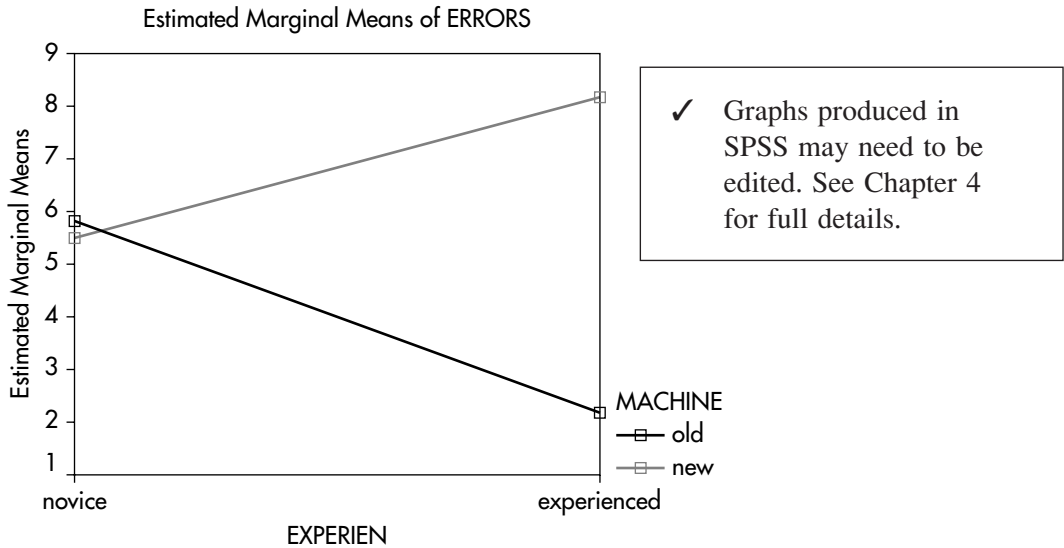 Estimated Marginal Means of ERRORS
Estimated Marginal Means
9
8
7
6
5
4
3
2
1
novice
experienced
EXPERIEN
MACHINE
old
new
✓ Graphs produced in
SPSS may need to be
edited. See Chapter 4
for full details.